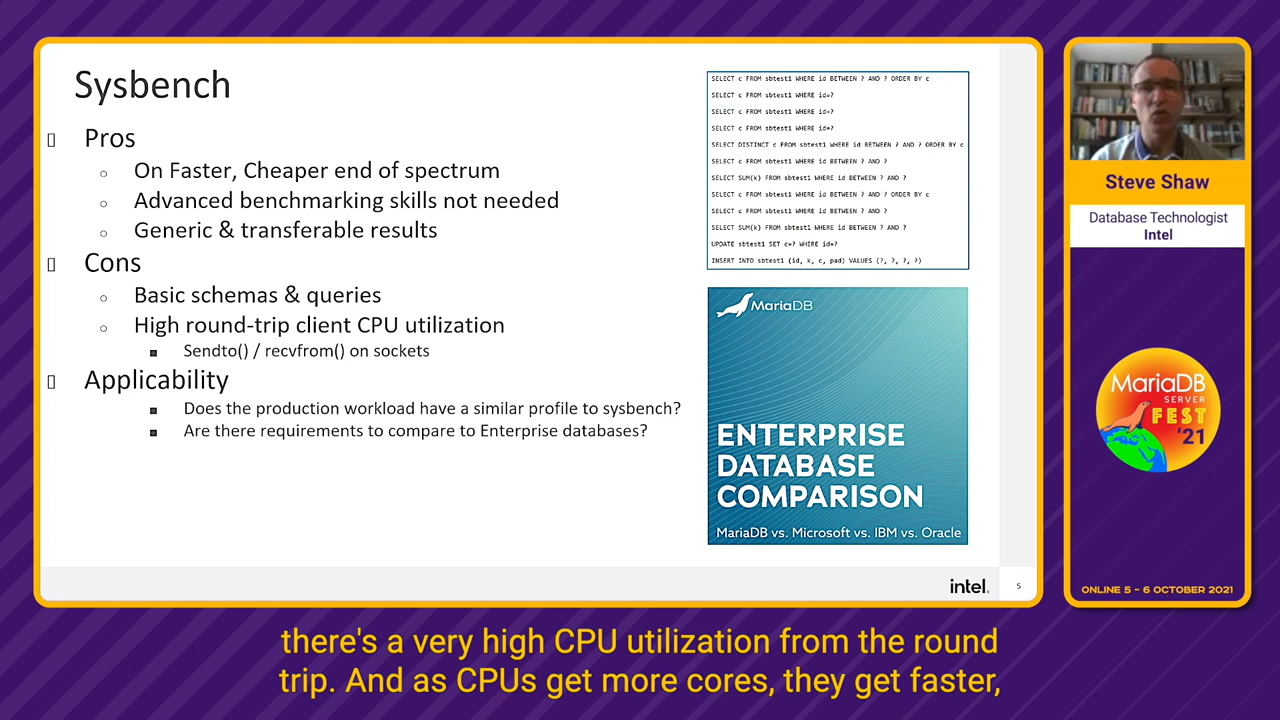 Sysbench
Pros
On Faster, Cheaper end of spectrum
Advanced benchmarking skills not needed
Generic & transferable results
Cons
Basic schemas & queries
High round-trip client CPU utilization
Sendto() / recvfrom() on sockets
Applicability
Does the production workload have a similar profile to sysbench?
Are there requirements to compare to Enterprise databases?
SELECT c FROM sbtest1 WHERE id BETWEEN ? AND ? ORDER BY c
SELECT c FROM sbtest1 WHERE id=?
SELECT c FROM sbtest1 WHERE id=?
SELECT c FROM sbtest1 WHERE id=?
SELECT DISTINCT c FROM sbtest1 WHERE id BETWEEN ? AND ? ORDER BY c
SELECT c FROM sbtest1 WHERE id BETWEEN ? AND ?
SELECT SUM(k) FROM sbtest1 WHERE id BETWEEN ? AND ?
SELECT c FROM sbtest1 WHERE id BETWEEN ? AND ? ORDER BY c
SELECT c FROM sbtest1 WHERE id BETWEEN ? AND ?
SELECT SUM(k) FROM sbtest1 WHERE id BETWEEN ? AND ?
UPDATE sbtest1 SET c=? WHERE id=?
INSERT INTO sbtest1 (id, k, c, pad) VALUES (?, ?, ?, ?)
MariaDB
ENTERPRISE
DATABASE
COMPARISON
MariaDB vs. Microsoft vs. IBM vs. Oracle
intel.
5
Steve Shaw
Database Technologist
Intel
MariaDB
SERVER
FEST
'21
ONLINE 5 - 6 OCTOBER 2021
there's a very high CPU utilization from the round
trip. And as CPUs get more cores, they get faster,